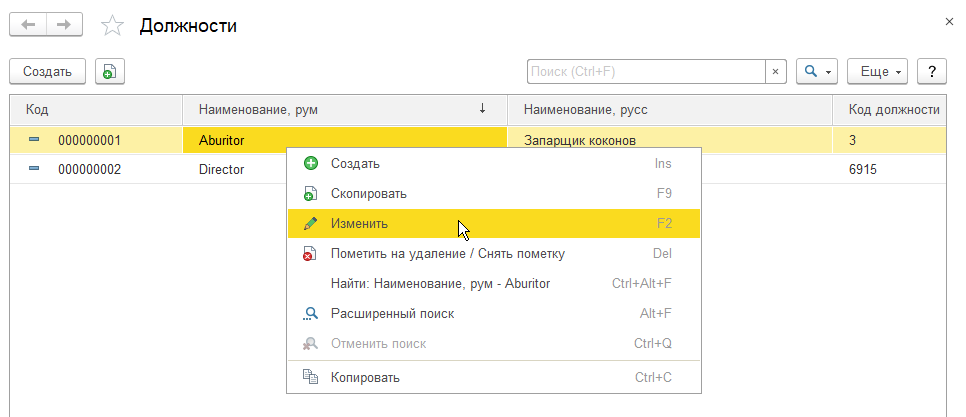 Должности
Создать
Поиск (Ctrl+F)
Еще
?
Код Наименование, рум Наименование, русс Код должности
000000001 Aburitor Запарщик коконов 3
000000002 Director 6915
Создать Ins
Скопировать F9
Изменить F2
Пометить на удаление / Снять пометку Del
Найти: Наименование, рум - Aburitor Ctrl+Alt+F
Расширенный поиск Alt+F
Отменить поиск Ctrl+Q
Копировать Ctrl+C